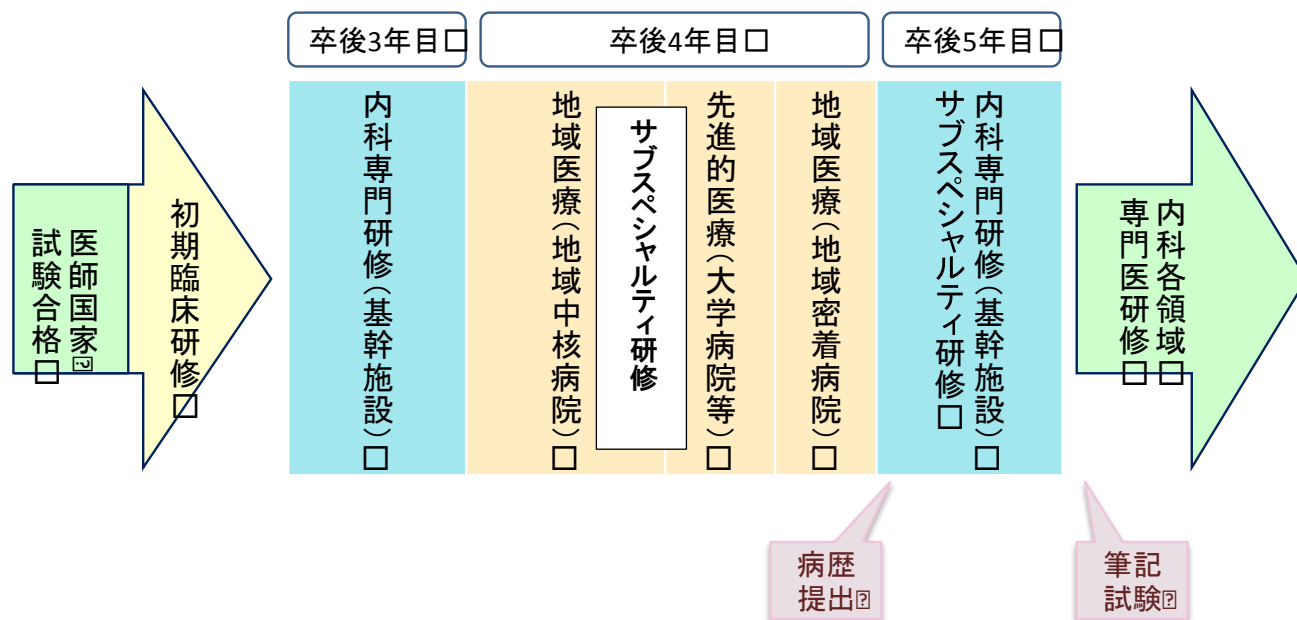 卒後3年目□
卒後4年目□
卒後5年目□
医師国家⍰
試験合格□
初期臨床研修□
内科専門研修(基幹施設)□
地域医療(地域中核病院)□
サブスペシャルティ研修
先進的医療(大学病院等)□
地域医療(地域密着病院)□
内科専門研修(基幹施設)□
サブスペシャルティ研修□
内科各領域□
専門医研修□
病歴
提出⍰
筆記
試験⍰